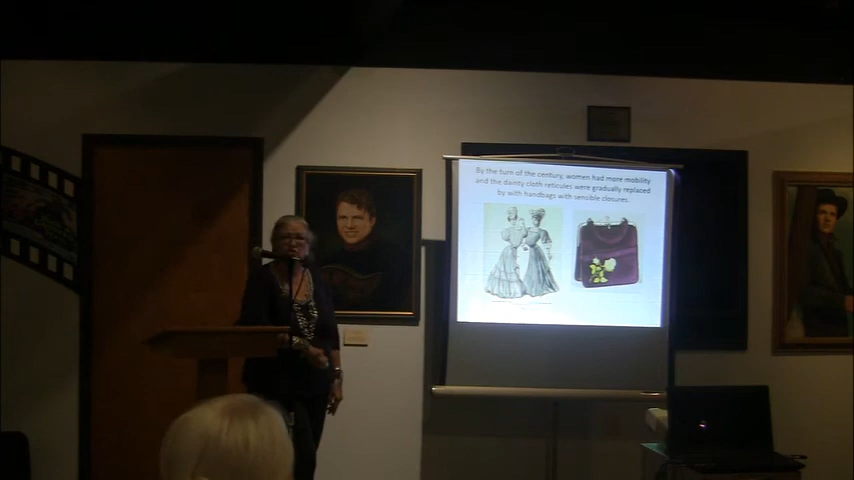 By the turn of the century, women had more mobility
and the dainty cloth reticules were gradually replaced
by with handbags with sensible closures.